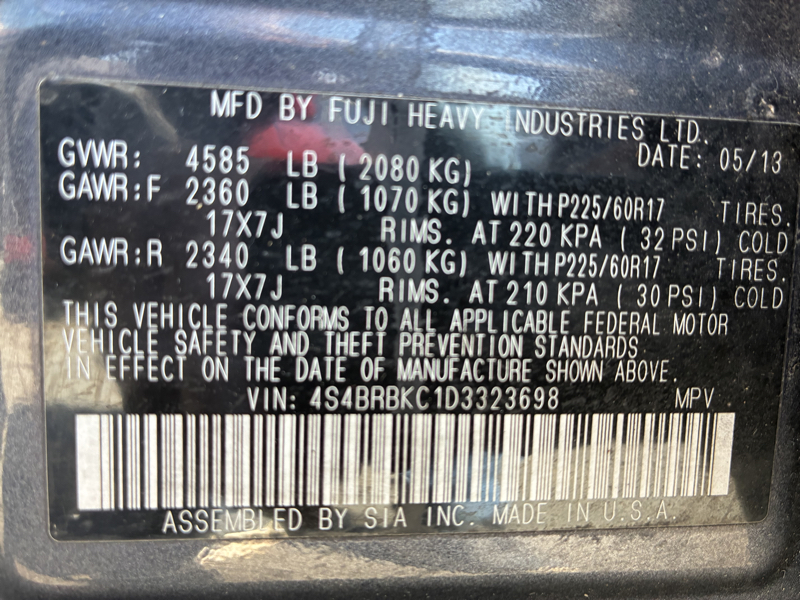 MFD BY FUJI HEAVY INDUSTRIES LTD.
DATE: 05/13
GVWR: 4585 LB ( 2080 KG)
GAWR:F 2360 LB ( 1070 KG) WITH P225/60R17 TIRES.
17X7J RIMS. AT 220 KPA ( 32 PSI) COLD
GAWR:R 2340 LB ( 1060 KG) WITH P225/60R17 TIRES.
17X7J RIMS. AT 210 KPA ( 30 PSI) COLD
THIS VEHICLE CONFORMS TO ALL APPLICABLE FEDERAL MOTOR
VEHICLE SAFETY AND THEFT PREVENTION STANDARDS
IN EFFECT ON THE DATE OF MANUFACTURE SHOWN ABOVE.
VIN: 4S4BRBKC1D3323698 MPV
ASSEMBLED BY SIA INC. MADE IN U.S.A.